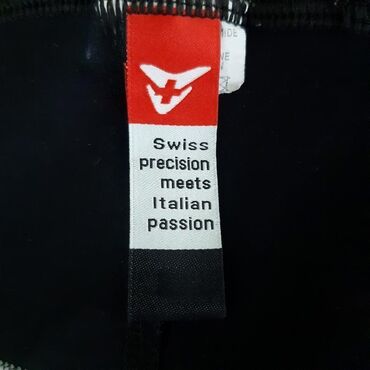 Swiss
precision
meets
Italian
passion